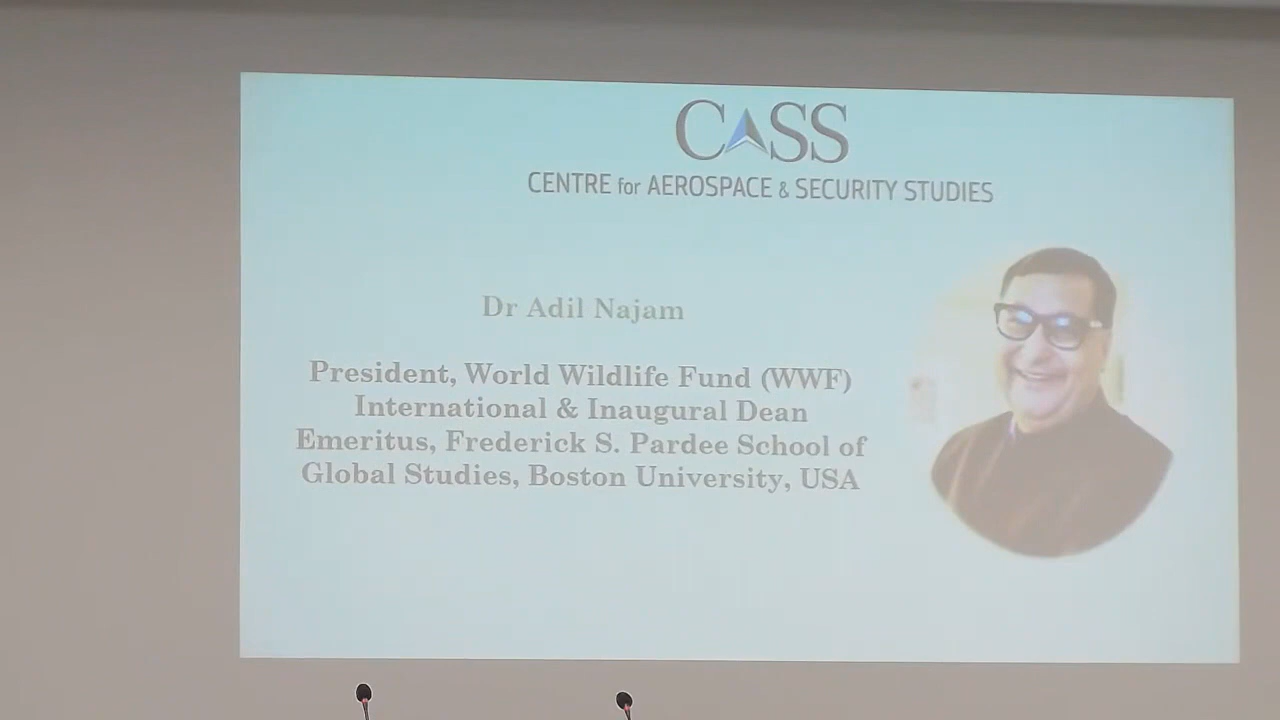 CASS
CENTRE for AEROSPACE & SECURITY STUDIES
Dr Adil Najam
President, World Wildlife Fund (WWF)
International & Inaugural Dean
Emeritus, Frederick S. Pardee School of
Global Studies, Boston University, USA